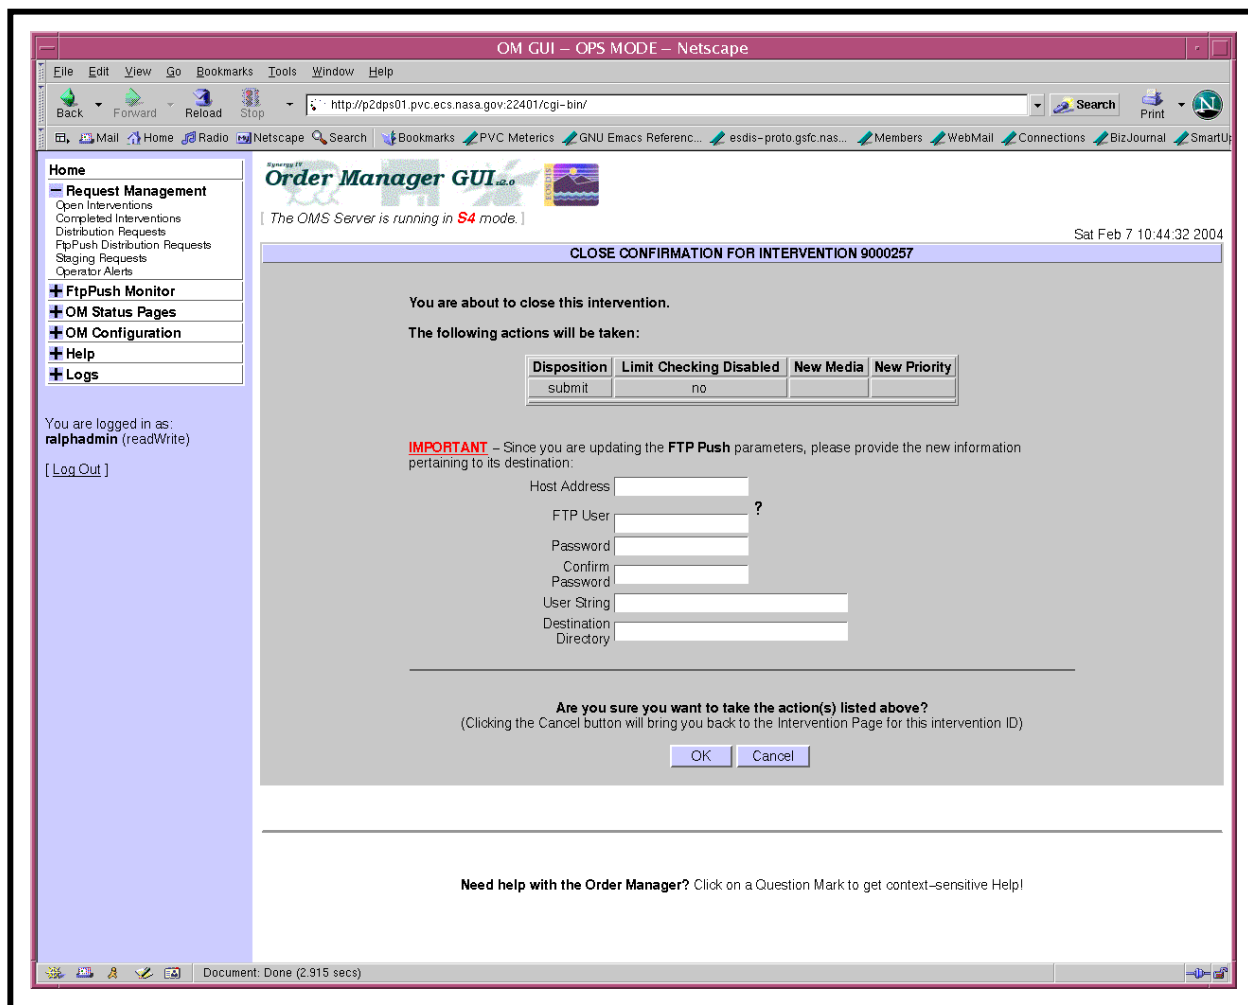 OM GUI – OPS MODE – Netscape
File Edit View Go Bookmarks Tools Window Help
Back Forward Reload Stop http://p2dps01.pvc.ecs.nasa.gov:22401/cgi-bin/ Search Print N
Mail Home Radio Netscape Search Bookmarks PVC Meterics GNU Emacs Referenc... esdis-proto.gsfc.nas... Members WebMail Connections BizJournal SmartU
Home
Request Management
Open Interventions
Completed Interventions
Distribution Requests
FtpPush Distribution Requests
Staging Requests
Operator Alerts
FtpPush Monitor
OM Status Pages
OM Configuration
Help
Logs
You are logged in as:
ralphadmin (readWrite)
[ Log Out ]
Synergy IV
Order Manager GUI v2.0
[ The OMS Server is running in S4 mode. ]
Sat Feb 7 10:44:32 2004
CLOSE CONFIRMATION FOR INTERVENTION 9000257
You are about to close this intervention.
The following actions will be taken:
Disposition Limit Checking Disabled New Media New Priority
submit no
IMPORTANT – Since you are updating the FTP Push parameters, please provide the new information
pertaining to its destination:
Host Address
FTP User ?
Password
Confirm
Password
User String
Destination
Directory
Are you sure you want to take the action(s) listed above?
(Clicking the Cancel button will bring you back to the Intervention Page for this intervention ID)
OK Cancel
Need help with the Order Manager? Click on a Question Mark to get context–sensitive Help!
Document: Done (2.915 secs)